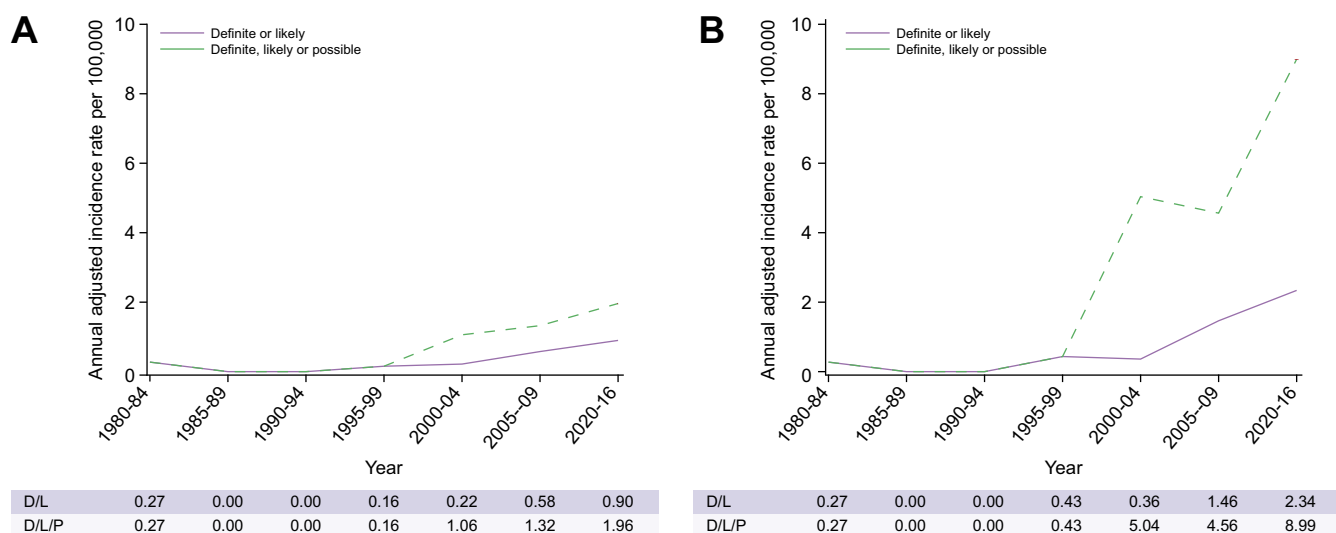 A
Annual adjusted incidence rate per 100,000
10
8
6
4
2
0
Definite or likely
Definite, likely or possible
1980-84
1985-89
1990-94
1995-99
2000-04
2005--09
2020-16
Year
D/L 0.27 0.00 0.00 0.16 0.22 0.58 0.90
D/L/P 0.27 0.00 0.00 0.16 1.06 1.32 1.96
B
Annual adjusted incidence rate per 100,000
10
8
6
4
2
0
Definite or likely
Definite, likely or possible
1980-84
1985-89
1990-94
1995-99
2000-04
2005--09
2020-16
Year
D/L 0.27 0.00 0.00 0.43 0.36 1.46 2.34
D/L/P 0.27 0.00 0.00 0.43 5.04 4.56 8.99